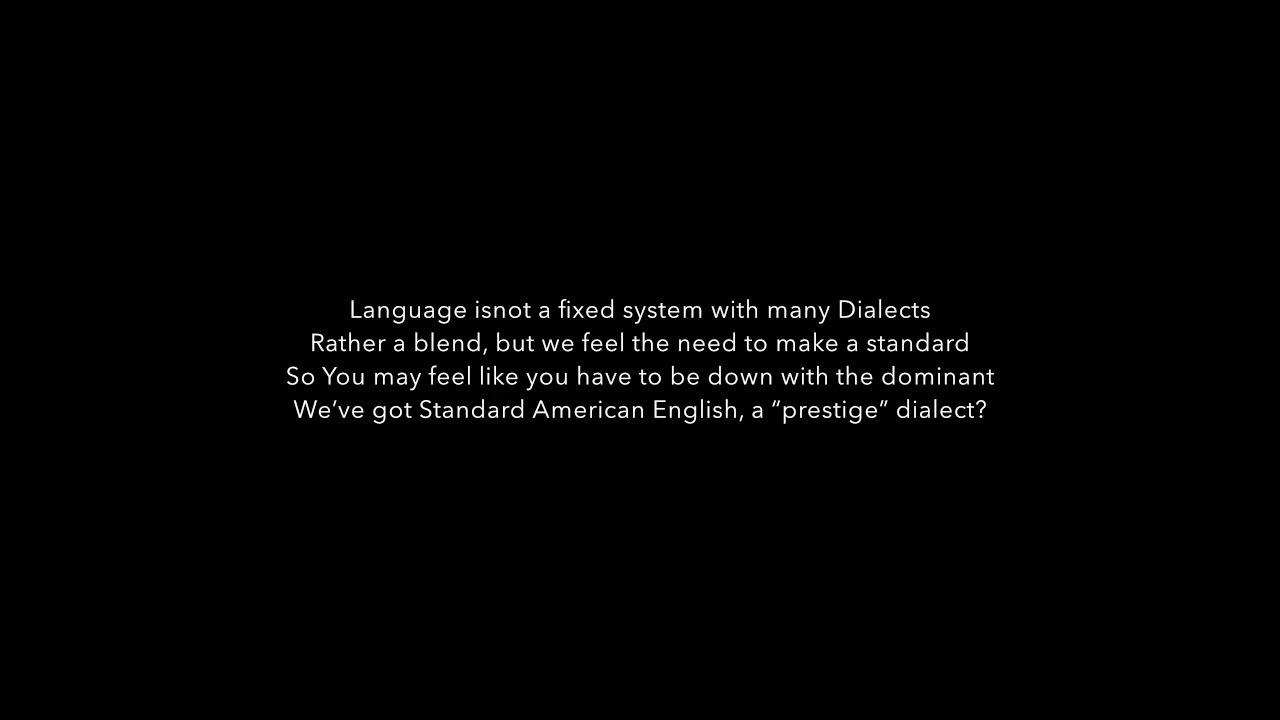 Language isnot a fixed system with many Dialects
Rather a blend, but we feel the need to make a standard
So You may feel like you have to be down with the dominant
We’ve got Standard American English, a “prestige” dialect?